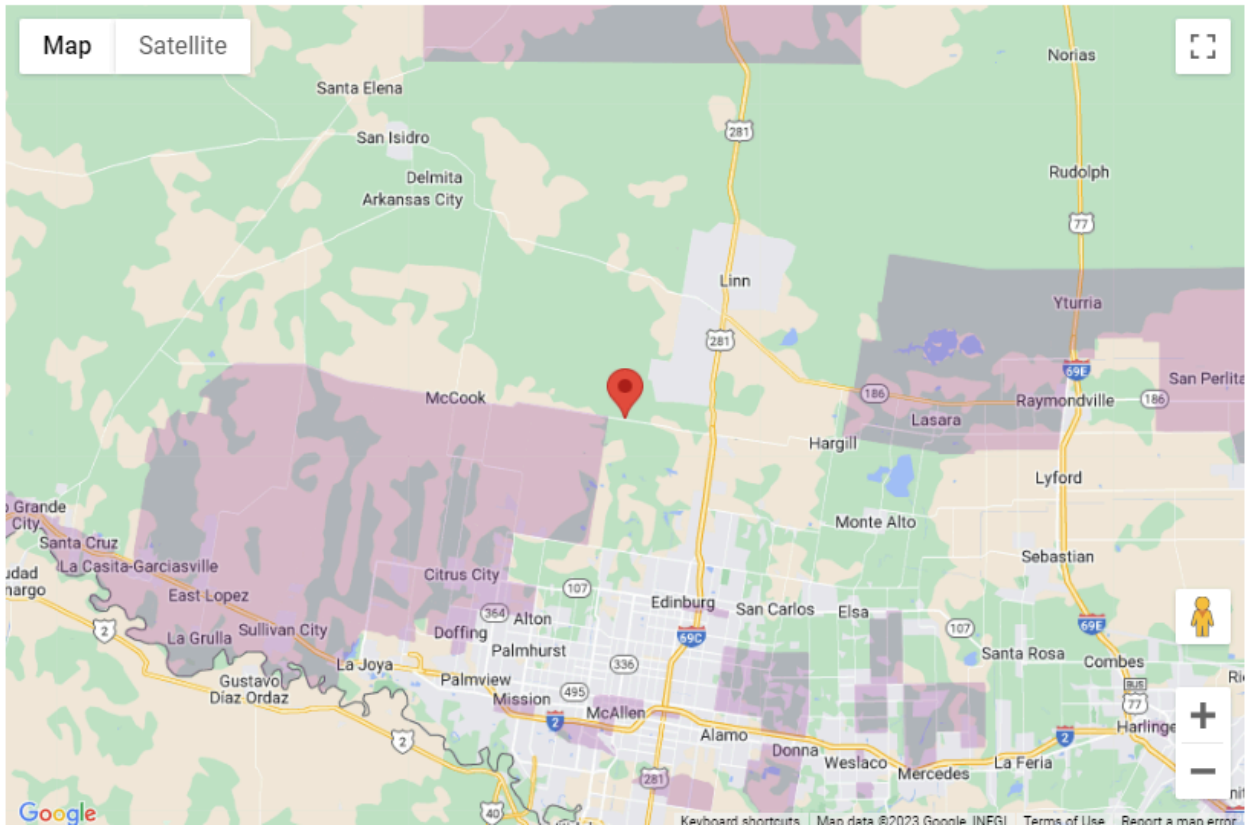 Map
Satellite
Norias
Santa Elena
281
San Isidro
Rudolph
Delmita
Arkansas City
77
Linn
Yturria
281
69E
San Perlita
McCook
186
Raymondville
186
Lasara
Hargill
Lyford
Grande
City
Monte Alto
Santa Cruz
Sebastian
La Casita-Garciasville
Citrus City
107
East Lopez
Edinburg
San Carlos
Elsa
364
Alton
2
Sullivan City
Doffing
69C
107
69E
La Grulla
Palmhurst
Santa Rosa
La Joya
336
Combes
Gustavo
Díaz Ordaz
Palmview
495
BUS
77
Mission
McAllen
2
Alamo
2
Harlinge
2
Donna
Weslaco
La Feria
Mercedes
281
40
Google
Keyboard shortcuts
Map data ©2023 Google, INEGI
Terms of Use
Report a map error